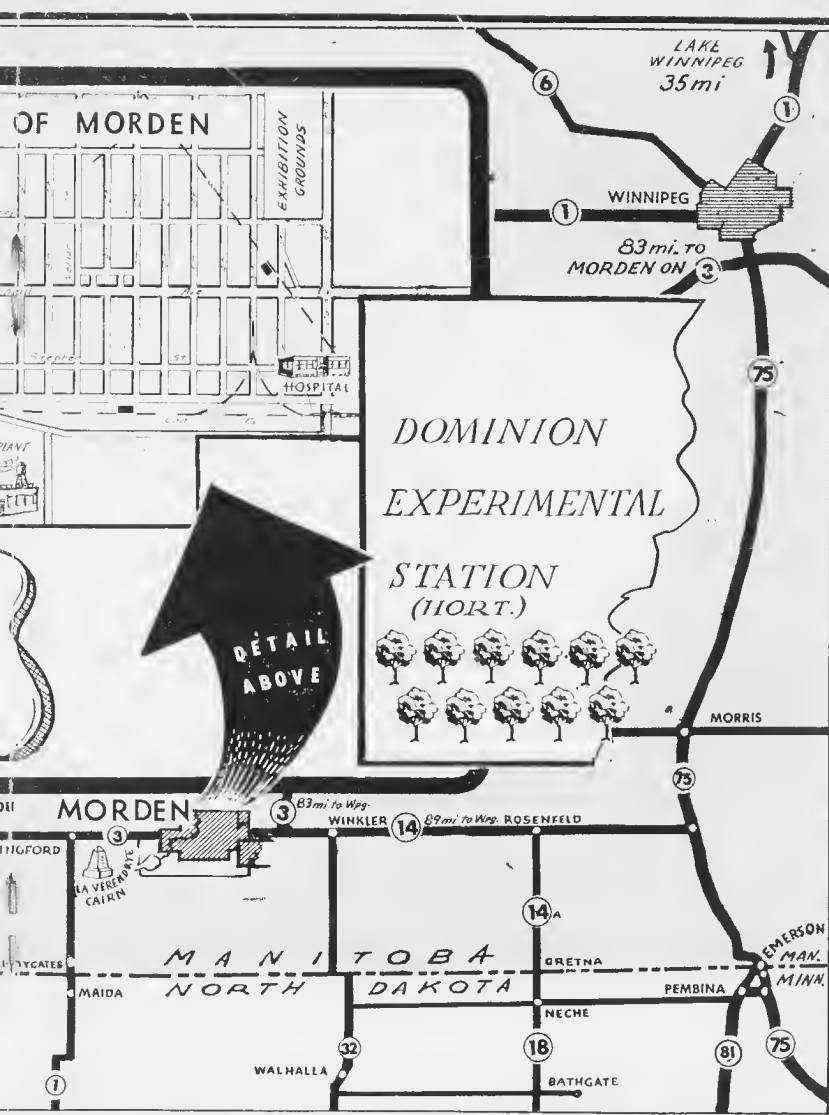 LAKE
WINNIPEG
35mi
6
1
OF MORDEN
EXHIBITION
GROUNDS
WINNIPEG
1
83mi. TO
MORDEN ON 3
75
Stephen St
HOSPITAL
PLANT
DOMINION
EXPERIMENTAL
STATION
(HORT.)
DETAIL
ABOVE
MORRIS
75
MORDEN
3
83mi to Wpg.
3
WINKLER
14
89mi to Wpg.
ROSENFELD
LA VERENDRYE
CAIRN
14A
MANITOBA
GRETNA
EMERSON
MAN.
MINN.
NORTH DAKOTA
MAIDA
PEMBINA
NECHE
WALHALLA
32
18
81
75
1
BATHGATE